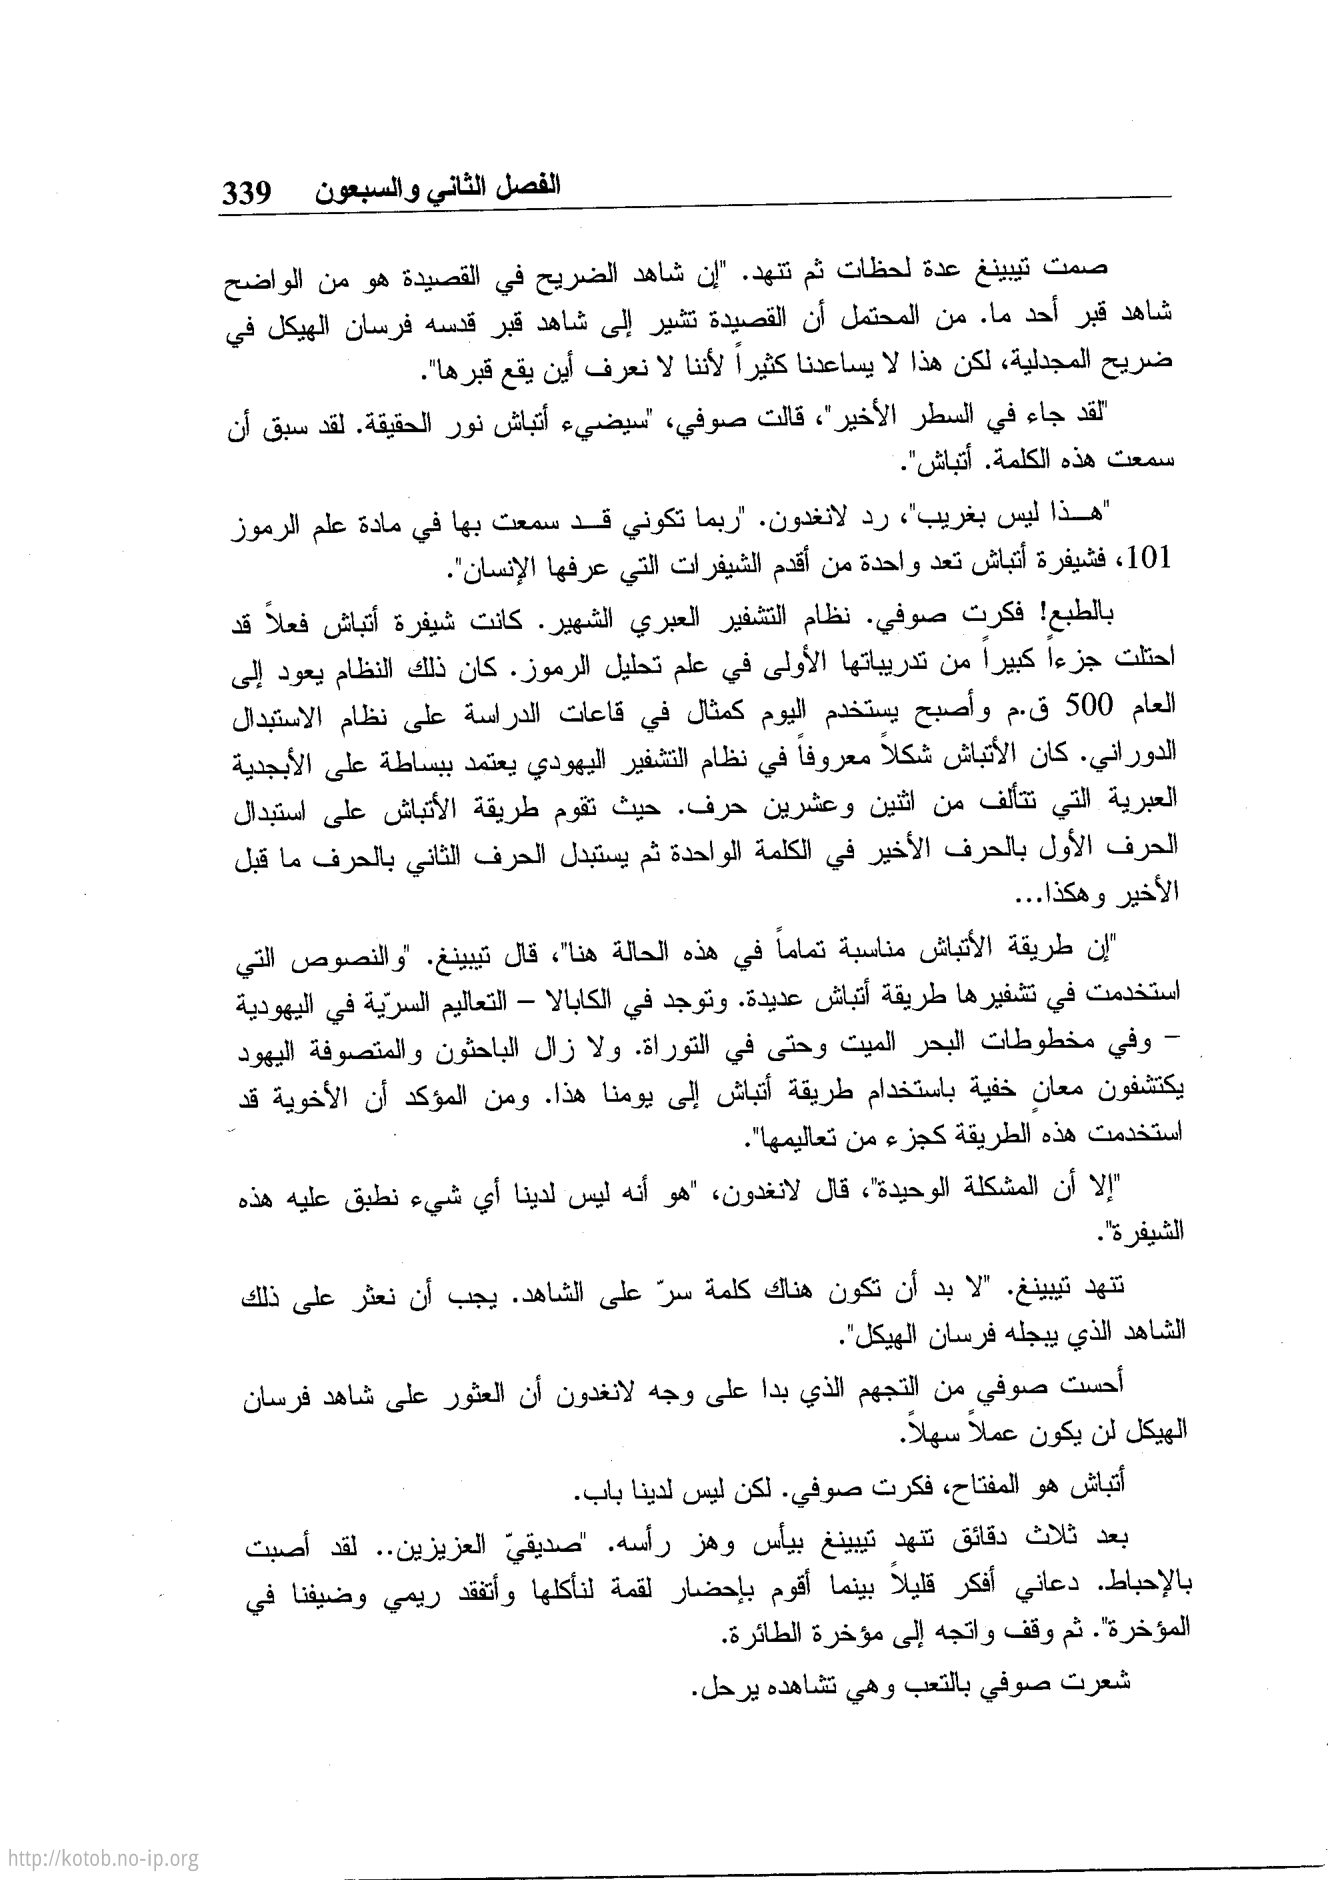 الفصل الثاني والسبعون 339
صمت تيبينغ عدة لحظات ثم تنهد. "إن شاهد الضريح في القصيدة هو من الواضح
شاهد قبر أحد ما. من المحتمل أن القصيدة تشير إلى شاهد قبر قدسه فرسان الهيكل في
ضريح المجدلية، لكن هذا لا يساعدنا كثيراً لأننا لا نعرف أين يقع قبرها".
"لقد جاء في السطر الأخير"، قالت صوفي، "سيضيء أتباش نور الحقيقة. لقد سبق أن
سمعت هذه الكلمة. أتباش".
"هــذا ليس بغريب"، رد لانغدون. "ربما تكوني قــد سمعت بها في مادة علم الرموز
101، فشيفرة أتباش تعد واحدة من أقدم الشيفرات التي عرفها الإنسان".
بالطبع! فكرت صوفي. نظام التشفير العبري الشهير. كانت شيفرة أتباش فعلاً قد
احتلت جزءاً كبيراً من تدريباتها الأولى في علم تحليل الرموز. كان ذلك النظام يعود إلى
العام 500 ق.م وأصبح يستخدم اليوم كمثال في قاعات الدراسة على نظام الاستبدال
الدوراني. كان الأتباش شكلاً معروفاً في نظام التشفير اليهودي يعتمد ببساطة على الأبجدية
العبرية التي تتألف من اثنين وعشرين حرف. حيث تقوم طريقة الأتباش على استبدال
الحرف الأول بالحرف الأخير في الكلمة الواحدة ثم يستبدل الحرف الثاني بالحرف ما قبل
الأخير وهكذا...
"إن طريقة الأتباش مناسبة تماماً في هذه الحالة هنا"، قال تيبينغ. "والنصوص التي
استخدمت في تشفيرها طريقة أتباش عديدة. وتوجد في الكابالا – التعاليم السريّة في اليهودية
– وفي مخطوطات البحر الميت وحتى في التوراة. ولا زال الباحثون والمتصوفة اليهود
يكتشفون معانٍ خفية باستخدام طريقة أتباش إلى يومنا هذا. ومن المؤكد أن الأخوية قد
استخدمت هذه الطريقة كجزء من تعاليمها".
"إلا أن المشكلة الوحيدة"، قال لانغدون، "هو أنه ليس لدينا أي شيء نطبق عليه هذه
الشيفرة".
تنهد تيبينغ. "لا بد أن تكون هناك كلمة سرّ على الشاهد. يجب أن نعثر على ذلك
الشاهد الذي يبجله فرسان الهيكل".
أحست صوفي من التجهم الذي بدا على وجه لانغدون أن العثور على شاهد فرسان
الهيكل لن يكون عملاً سهلاً.
أتباش هو المفتاح، فكرت صوفي. لكن ليس لدينا باب.
بعد ثلاث دقائق تنهد تيبينغ بيأس وهز رأسه. "صديقيّ العزيزين.. لقد أصبت
بالإحباط. دعاني أفكر قليلاً بينما أقوم بإحضار لقمة لنأكلها وأتفقد ريمي وضيفنا في
المؤخرة". ثم وقف واتجه إلى مؤخرة الطائرة.
شعرت صوفي بالتعب وهي تشاهده يرحل.
http://kotob.no-ip.org